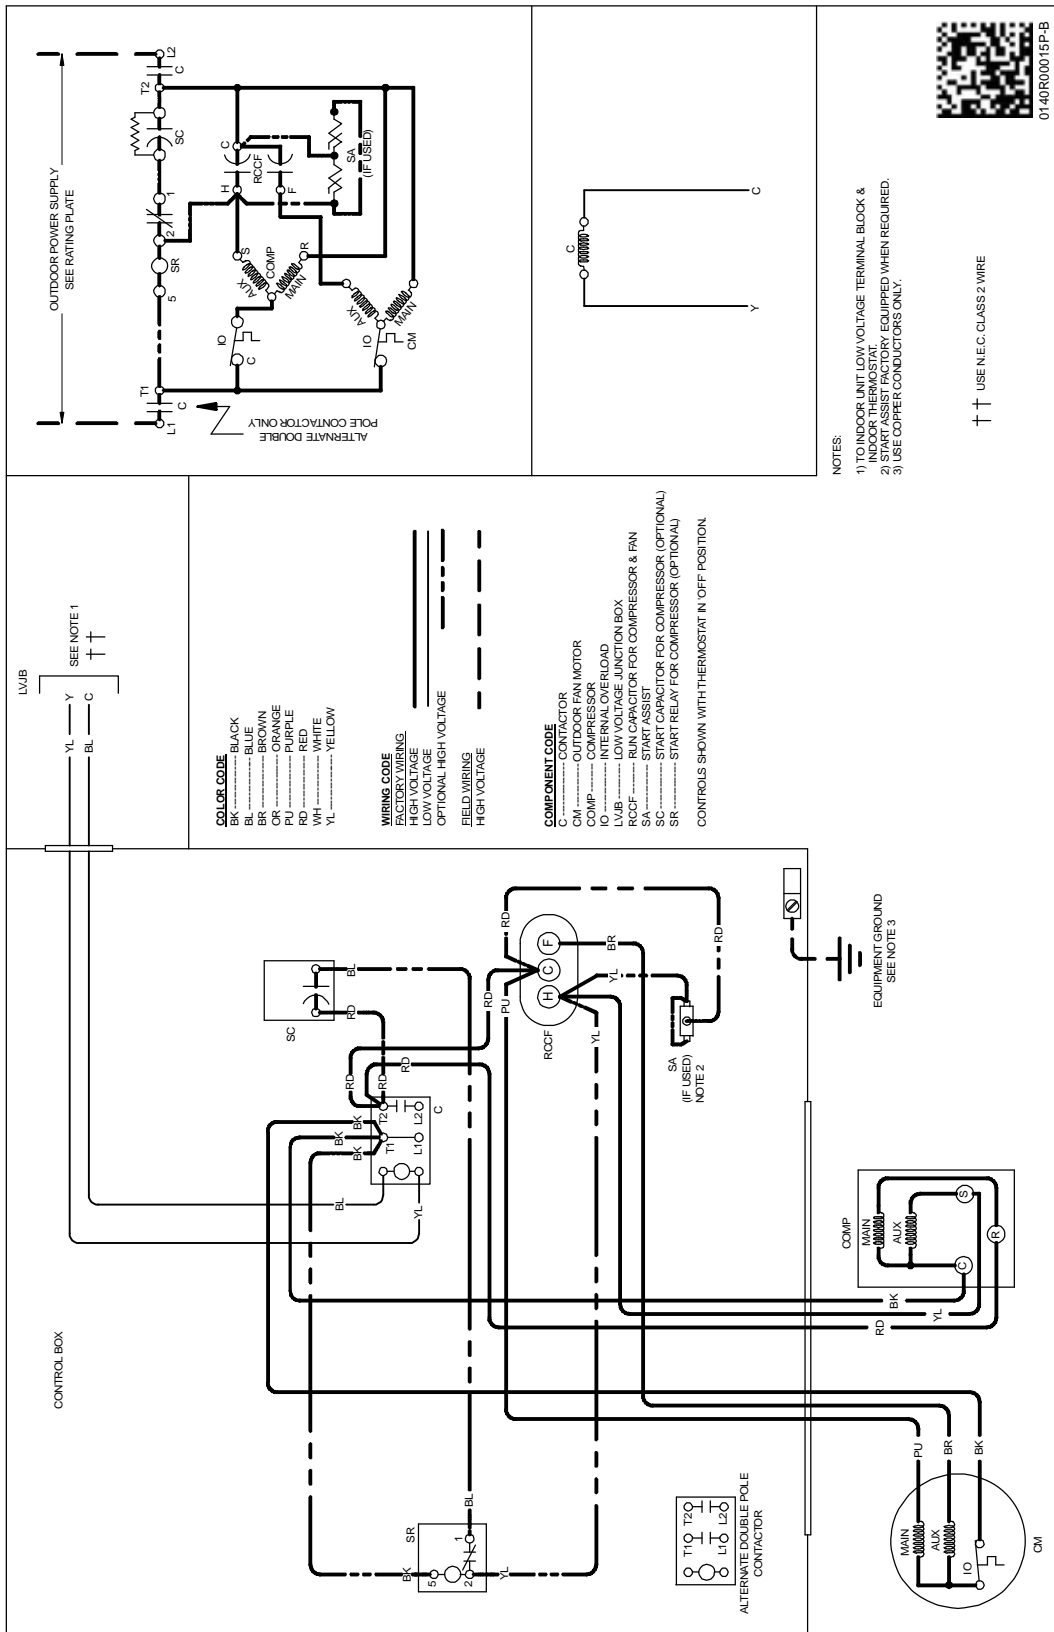 OUTDOOR POWER SUPPLY
SEE RATING PLATE
L1
C
T1
5
SR
2
1
SC
T2
C
L2
ALTERNATE DOUBLE
POLE CONTACTOR ONLY
IO
C
AUX
S
COMP
MAIN
R
H
RCCF
C
F
SA
(IF USED)
IO
AUX
MAIN
CM
C
Y
C
NOTES:
1) TO INDOOR UNIT LOW VOLTAGE TERMINAL BLOCK &
INDOOR THERMOSTAT.
2) START ASSIST FACTORY EQUIPPED WHEN REQUIRED.
3) USE COPPER CONDUCTORS ONLY.
†† USE N.E.C. CLASS 2 WIRE
0140R00015P-B
LVJB
SEE NOTE 1
††
YL
Y
BL
C
COLOR CODE
BK ---------- BLACK
BL ---------- BLUE
BR ---------- BROWN
OR ---------- ORANGE
PU ---------- PURPLE
RD ---------- RED
WH ---------- WHITE
YL ---------- YELLOW
WIRING CODE
FACTORY WIRING
HIGH VOLTAGE
LOW VOLTAGE
OPTIONAL HIGH VOLTAGE
FIELD WIRING
HIGH VOLTAGE
COMPONENT CODE
C ------------ CONTACTOR
CM ---------- OUTDOOR FAN MOTOR
COMP ------- COMPRESSOR
IO ------------ INTERNAL OVERLOAD
LVJB --------- LOW VOLTAGE JUNCTION BOX
RCCF -------- RUN CAPACITOR FOR COMPRESSOR & FAN
SA ----------- START ASSIST
SC ----------- START CAPACITOR FOR COMPRESSOR (OPTIONAL)
SR ----------- START RELAY FOR COMPRESSOR (OPTIONAL)
CONTROLS SHOWN WITH THERMOSTAT IN 'OFF' POSITION.
CONTROL BOX
SC
RD
BL
BK
BK
BK
RD
RD
RD
T1
T2
L1
L2
C
BL
YL
RD
PU
RD
RCCF
H
C
F
BR
YL
YL
RD
SA
(IF USED)
NOTE 2
SR
BK
5
2
1
BL
YL
ALTERNATE DOUBLE POLE
CONTACTOR
T1
T2
L1
L2
EQUIPMENT GROUND
SEE NOTE 3
COMP
MAIN
AUX
C
S
R
BK
YL
RD
PU
BR
BK
MAIN
AUX
IO
CM